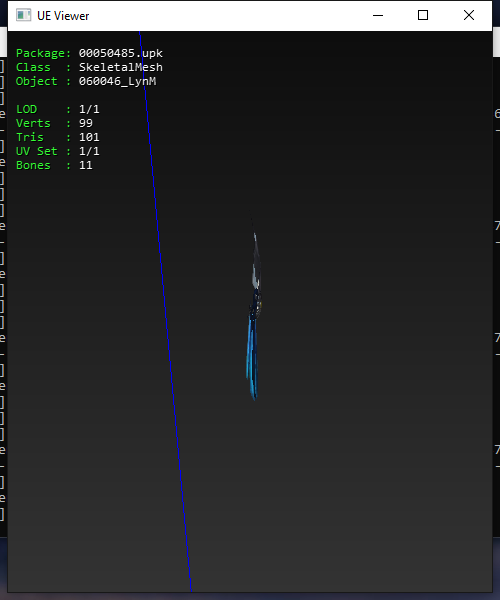 UE Viewer
Package: 00050485.upk
Class  : SkeletalMesh
Object : 060046_LynM
LOD    : 1/1
Verts  : 99
Tris   : 101
UV Set : 1/1
Bones  : 11